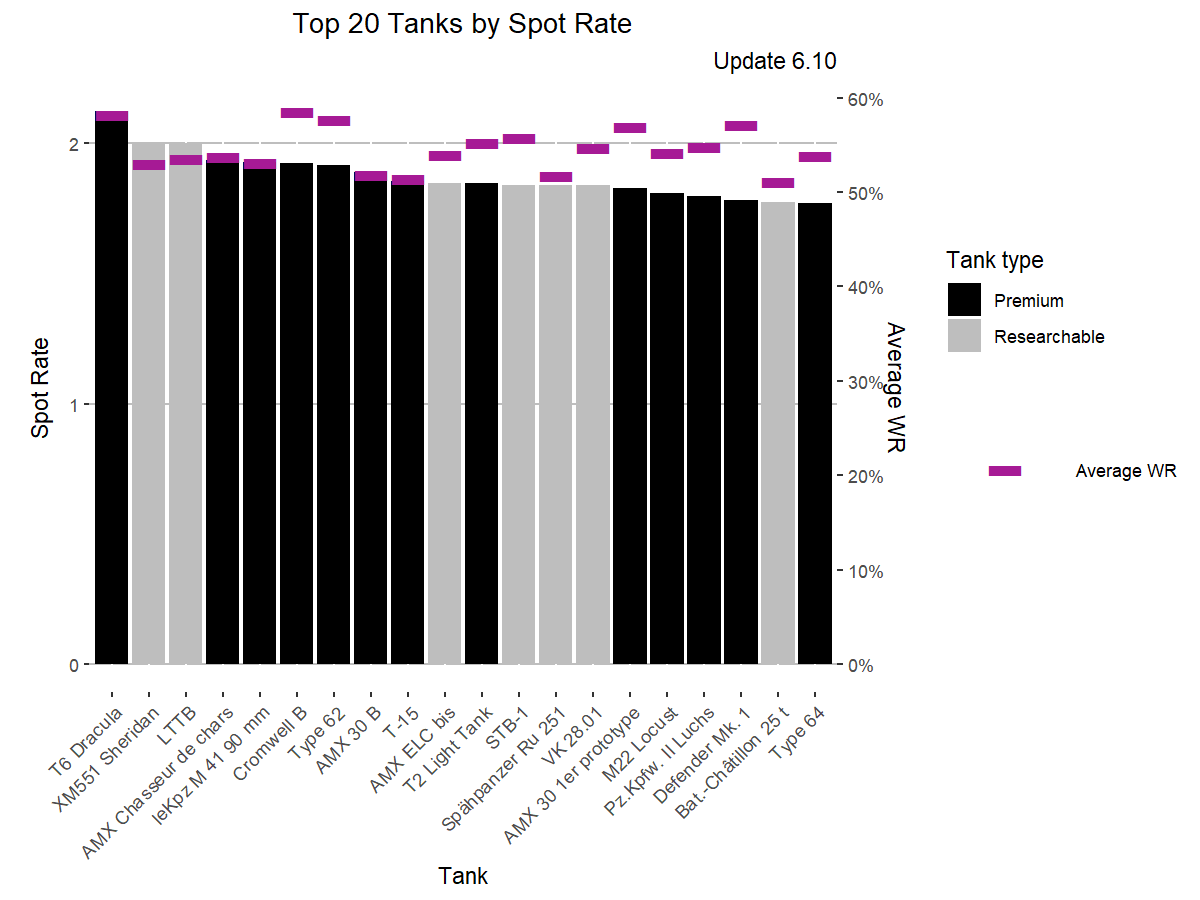 Top 20 Tanks by Spot Rate
Update 6.10
Spot Rate
2
1
0
60%
50%
40%
30%
20%
10%
0%
Average WR
T6 Dracula
XM551 Sheridan
LTTB
AMX Chasseur de chars
leKpz M 41 90 mm
Cromwell B
Type 62
AMX 30 B
T-15
AMX ELC bis
T2 Light Tank
STB-1
Spähpanzer Ru 251
VK 28.01
AMX 30 1er prototype
M22 Locust
Pz.Kpfw. II Luchs
Defender Mk. 1
Bat.-Châtillon 25 t
Type 64
Tank
Tank type
Premium
Researchable
Average WR